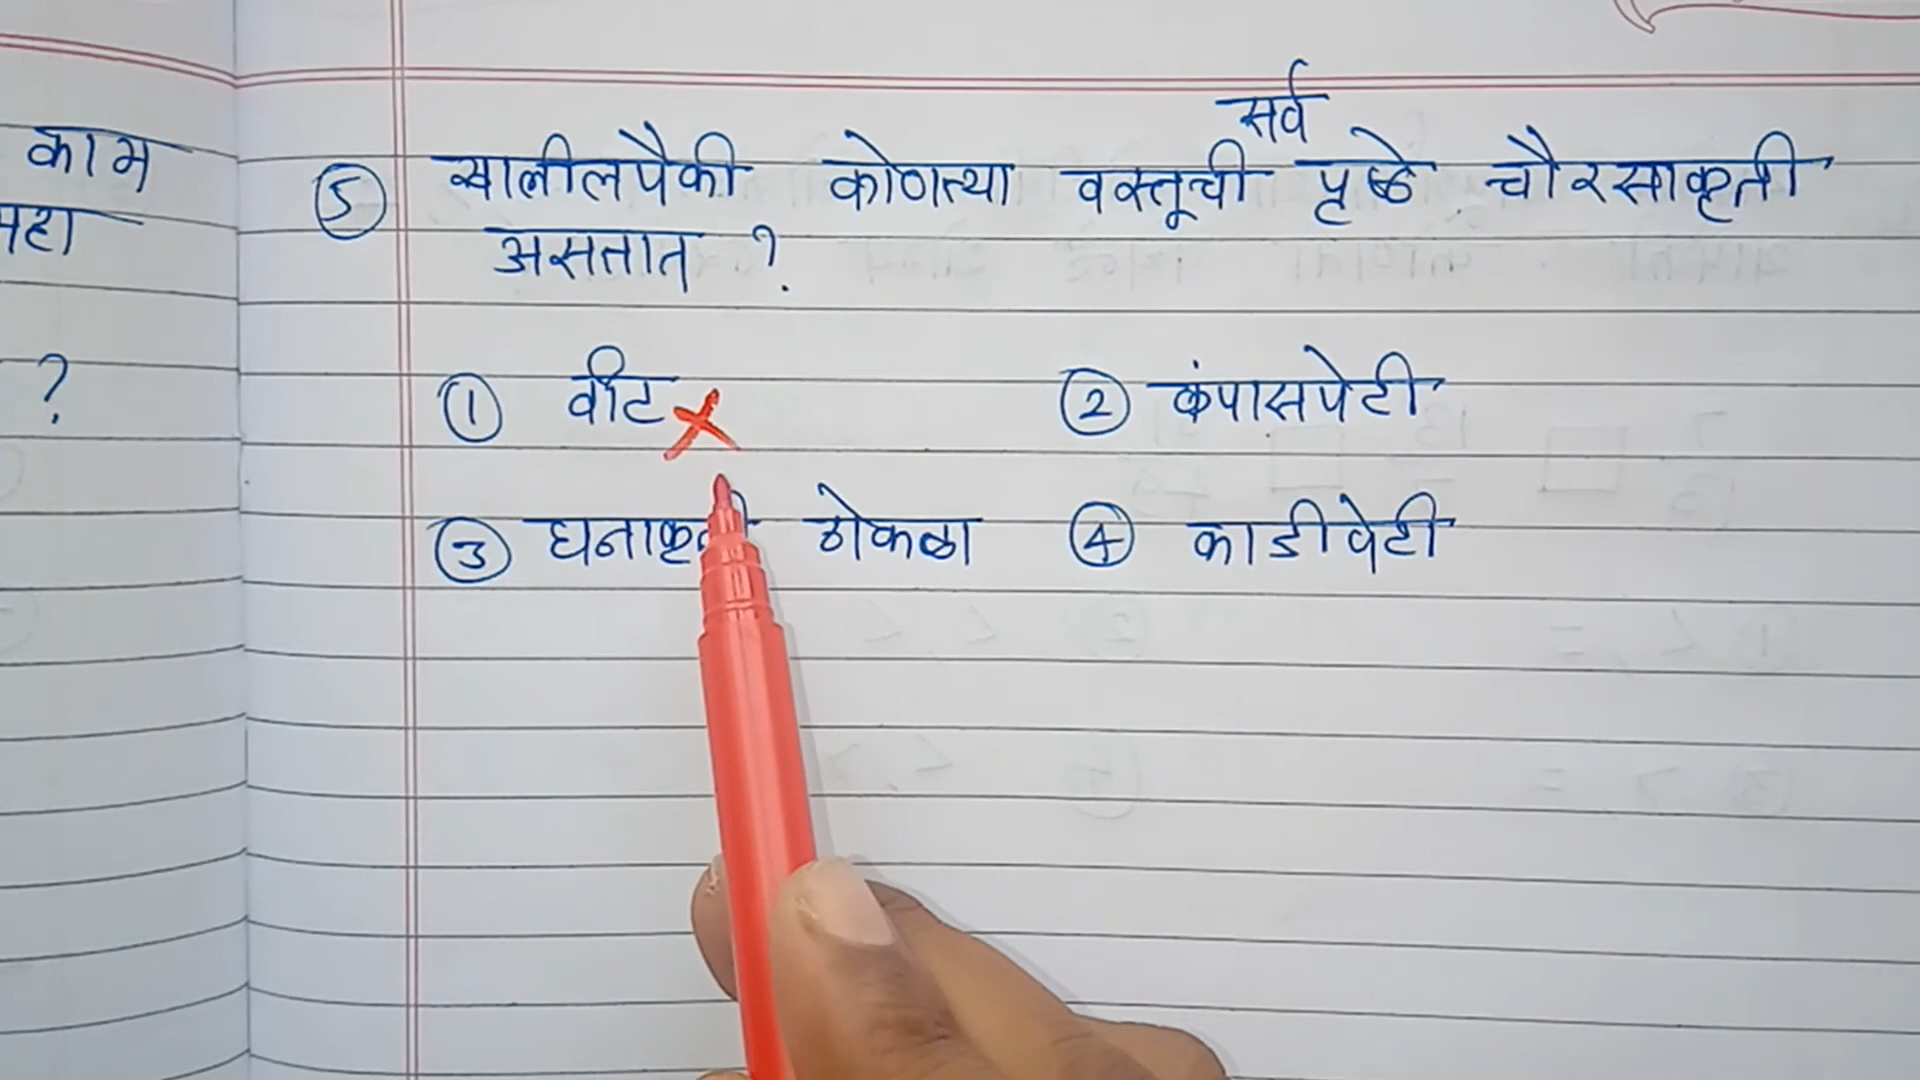 काम
?
सर्व
⑤ खालीलपैकी कोणत्या वस्तूची पृष्ठे चौरसाकृती
असतात ?
① वीट ② कंपासपेटी
③ घनाकृती ठोकळा ④ काडीपेटी